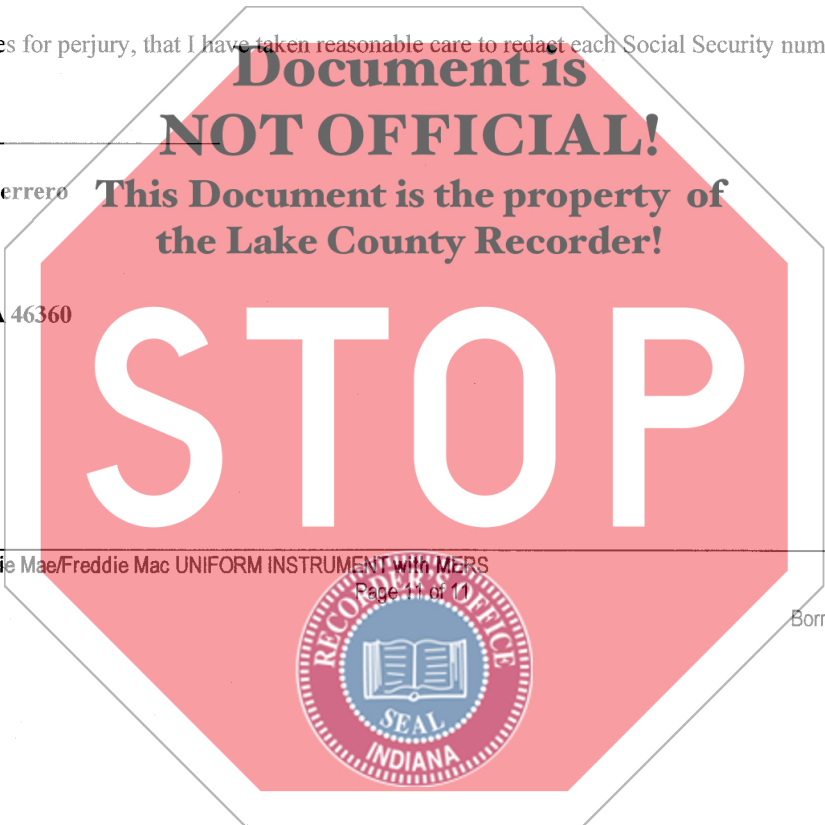 es for perjury, that I have taken reasonable care to redact each Social Security num
Document is
NOT OFFICIAL!
errero
This Document is the property of
the Lake County Recorder!
46360
STOP
ie Mae/Freddie Mac UNIFORM INSTRUMENT with MERS
Page 11 of 11
RECORDER'S OFFICE
Borr
SEAL
INDIANA